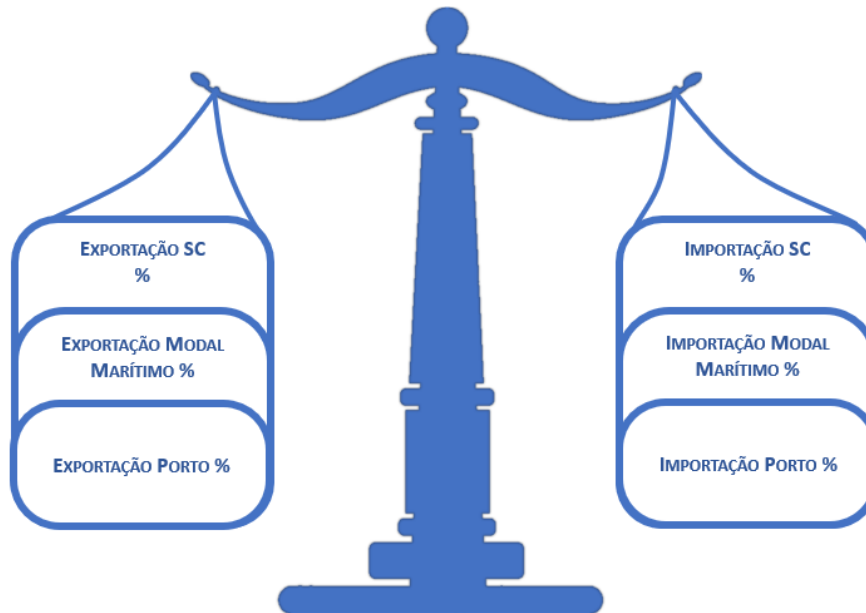 EXPORTAÇÃO SC
%
EXPORTAÇÃO MODAL
MARÍTIMO %
EXPORTAÇÃO PORTO %
IMPORTAÇÃO SC
%
IMPORTAÇÃO MODAL
MARÍTIMO %
IMPORTAÇÃO PORTO %